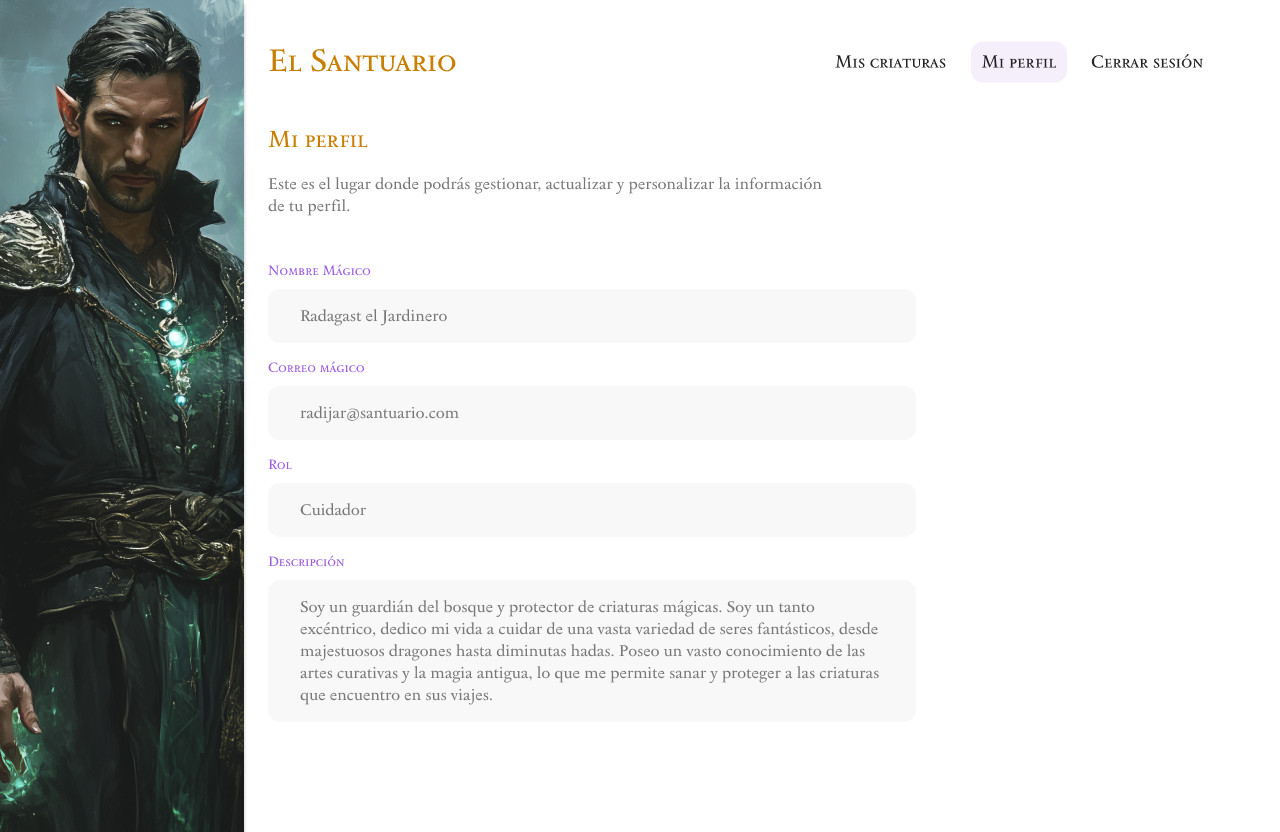 El Santuario
Mis criaturas
Mi perfil
Cerrar sesión
Mi perfil
Este es el lugar donde podrás gestionar, actualizar y personalizar la información
de tu perfil.
Nombre Mágico
Radagast el Jardinero
Correo mágico
radijar@santuario.com
Rol
Cuidador
Descripción
Soy un guardián del bosque y protector de criaturas mágicas. Soy un tanto
excéntrico, dedico mi vida a cuidar de una vasta variedad de seres fantásticos, desde
majestuosos dragones hasta diminutas hadas. Poseo un vasto conocimiento de las
artes curativas y la magia antigua, lo que me permite sanar y proteger a las criaturas
que encuentro en sus viajes.